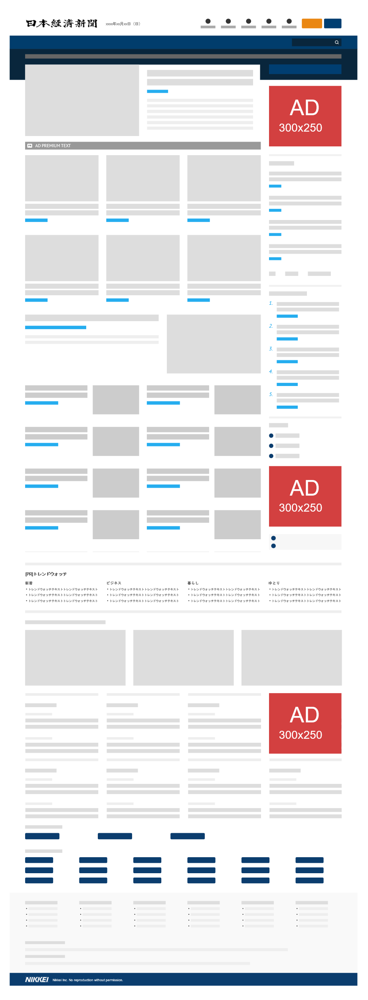 日本経済新聞
xxxx年xx月xx日（日）
AD
300x250
PR AD PREMIUM TEXT
1.
2.
3.
4.
5.
AD
300x250
[PR]トレンドウォッチ
新着
・トレンドウォッチテキストトレンドウォッチテキスト
・トレンドウォッチテキストトレンドウォッチテキスト
・トレンドウォッチテキストトレンドウォッチテキスト
ビジネス
・トレンドウォッチテキストトレンドウォッチテキスト
・トレンドウォッチテキストトレンドウォッチテキスト
・トレンドウォッチテキストトレンドウォッチテキスト
暮らし
・トレンドウォッチテキストトレンドウォッチテキスト
・トレンドウォッチテキストトレンドウォッチテキスト
・トレンドウォッチテキストトレンドウォッチテキスト
ゆとり
・トレンドウォッチテキストトレンドウォッチテキスト
・トレンドウォッチテキストトレンドウォッチテキスト
・トレンドウォッチテキストトレンドウォッチテキスト
AD
300x250
NIKKEI Nikkei Inc. No reproduction without permission.